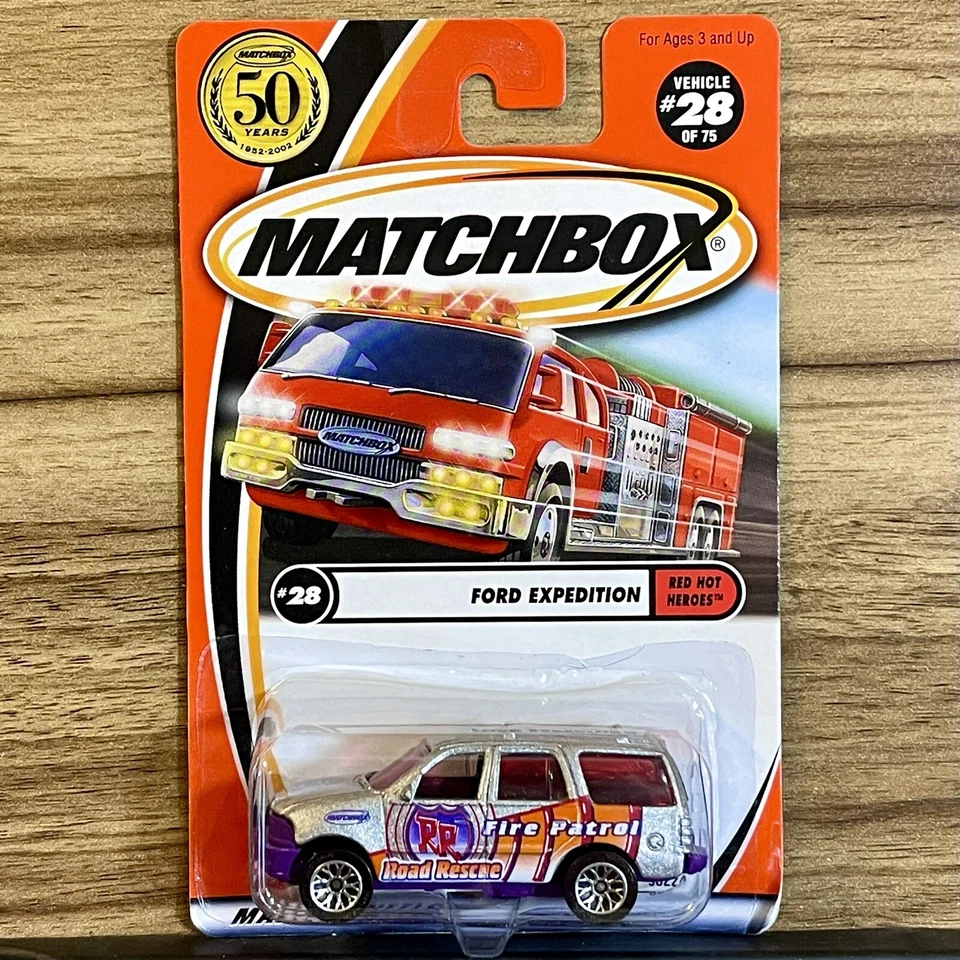 MATCHBOX
50
YEARS
1952-2002
For Ages 3 and Up
VEHICLE
#28
OF 75
MATCHBOX®
MATCHBOX
#28
FORD EXPEDITION
RED HOT
HEROES™
MATCHBOX
RR
Fire Patrol
Road Rescue